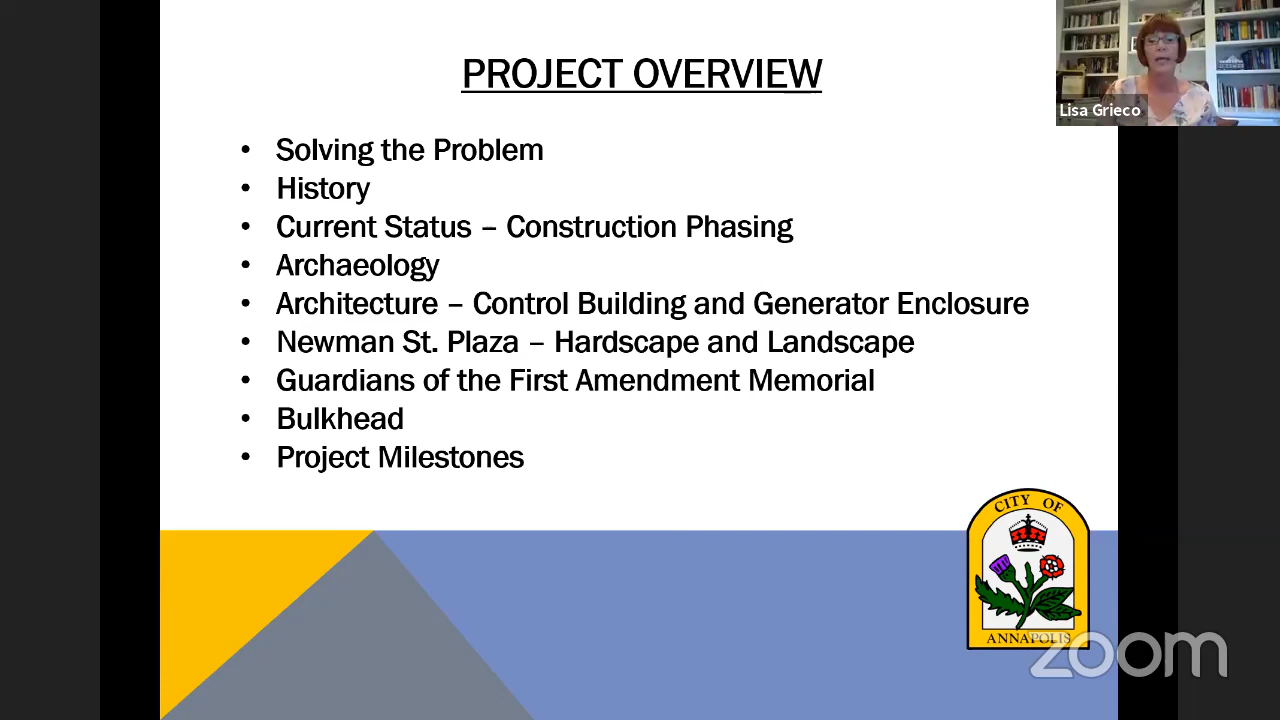 PROJECT OVERVIEW
Lisa Grieco
• Solving the Problem
• History
• Current Status – Construction Phasing
• Archaeology
• Architecture – Control Building and Generator Enclosure
• Newman St. Plaza – Hardscape and Landscape
• Guardians of the First Amendment Memorial
• Bulkhead
• Project Milestones
CITY OF
ANNAPOLIS
zoom